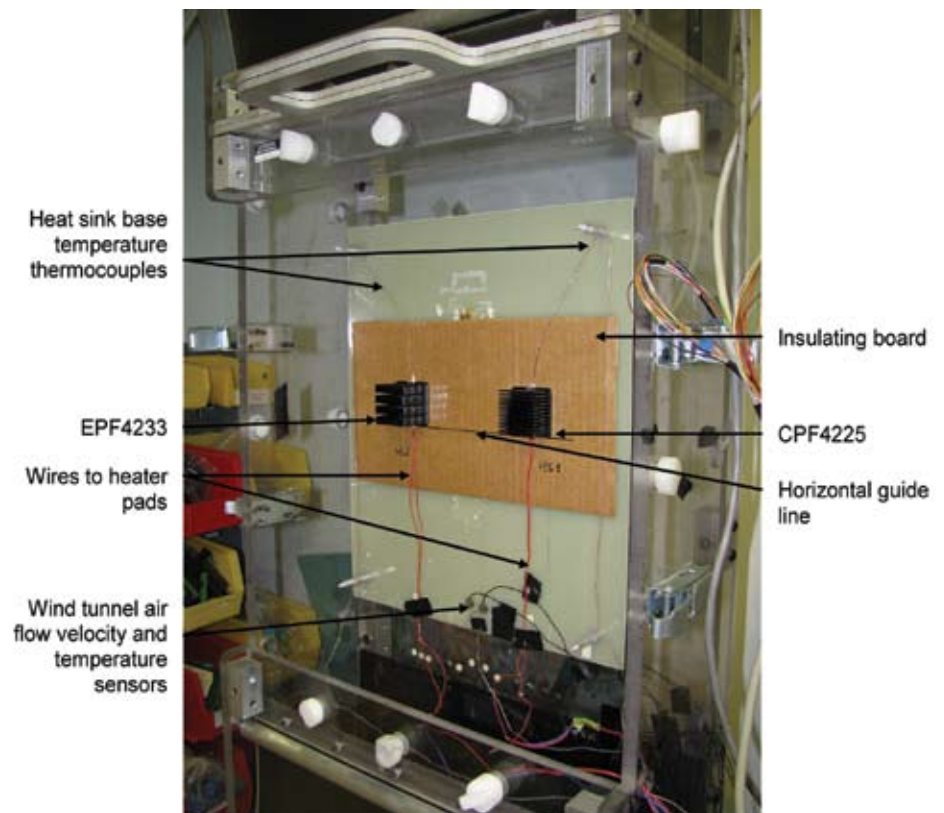 Heat sink base
temperature
thermocouples
Insulating board
EPF4233
CPF4225
Wires to heater
pads
Horizontal guide
line
Wind tunnel air
flow velocity and
temperature
sensors